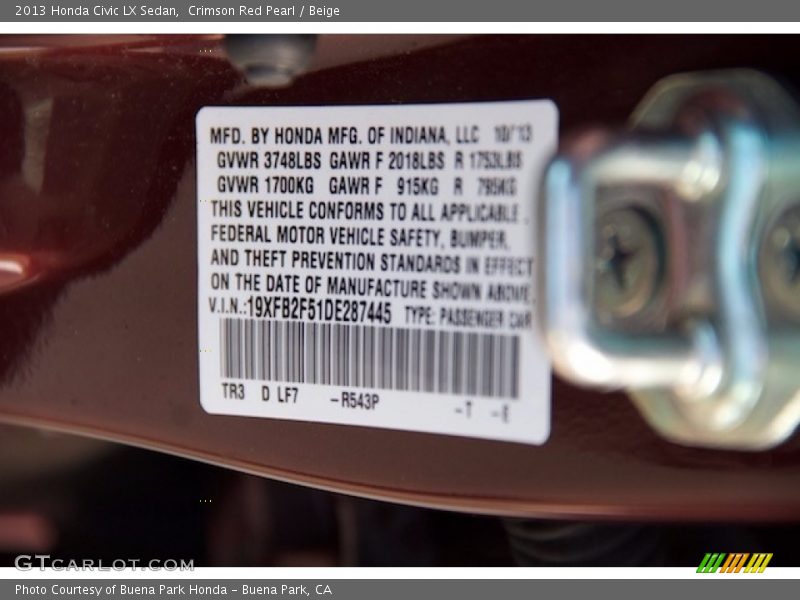 2013 Honda Civic LX Sedan,  Crimson Red Pearl / Beige
MFD. BY HONDA MFG. OF INDIANA, LLC 10/13
GVWR 3748LBS GAWR F 2018LBS R 1753LBS
GVWR 1700KG GAWR F 915KG R 795KG
THIS VEHICLE CONFORMS TO ALL APPLICABLE
FEDERAL MOTOR VEHICLE SAFETY, BUMPER,
AND THEFT PREVENTION STANDARDS IN EFFECT
ON THE DATE OF MANUFACTURE SHOWN ABOVE.
V.I.N.:19XFB2F51DE287445 TYPE: PASSENGER CAR
TR3 D LF7 -R543P -T -E
GTCARLOT.COM
Photo Courtesy of Buena Park Honda - Buena Park, CA